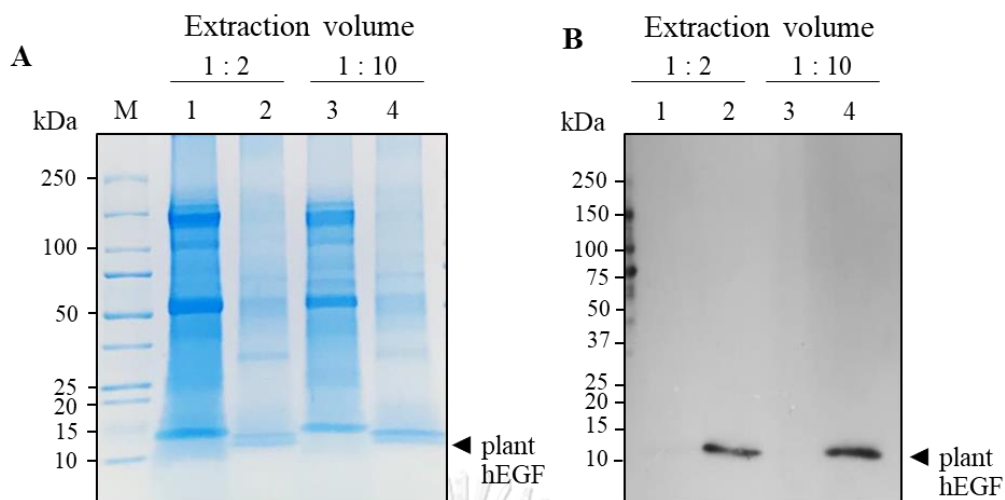 A
Extraction volume
1 : 2 1 : 10
kDa M 1 2 3 4
250
100
50
25
20
15
10
plant
hEGF
B
Extraction volume
1 : 2 1 : 10
1 2 3 4
kDa
250
150
100
75
50
37
25
20
15
10
plant
hEGF